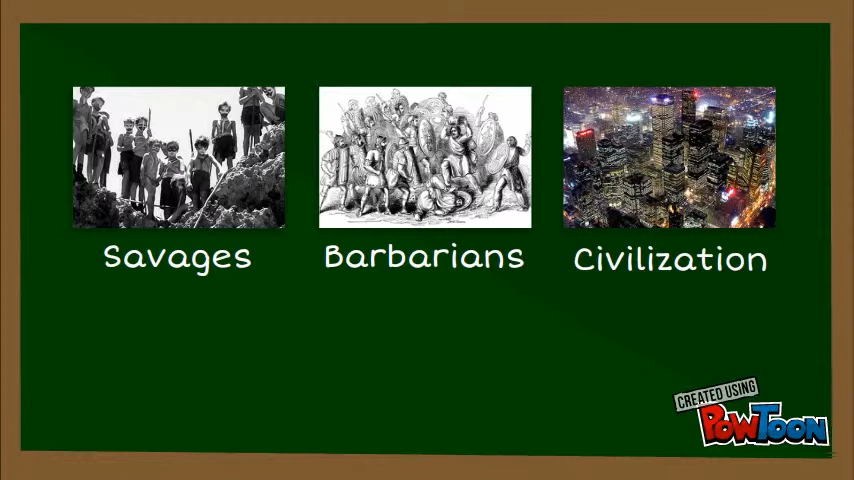 Savages
Barbarians
Civilization
CREATED USING
POWTOON